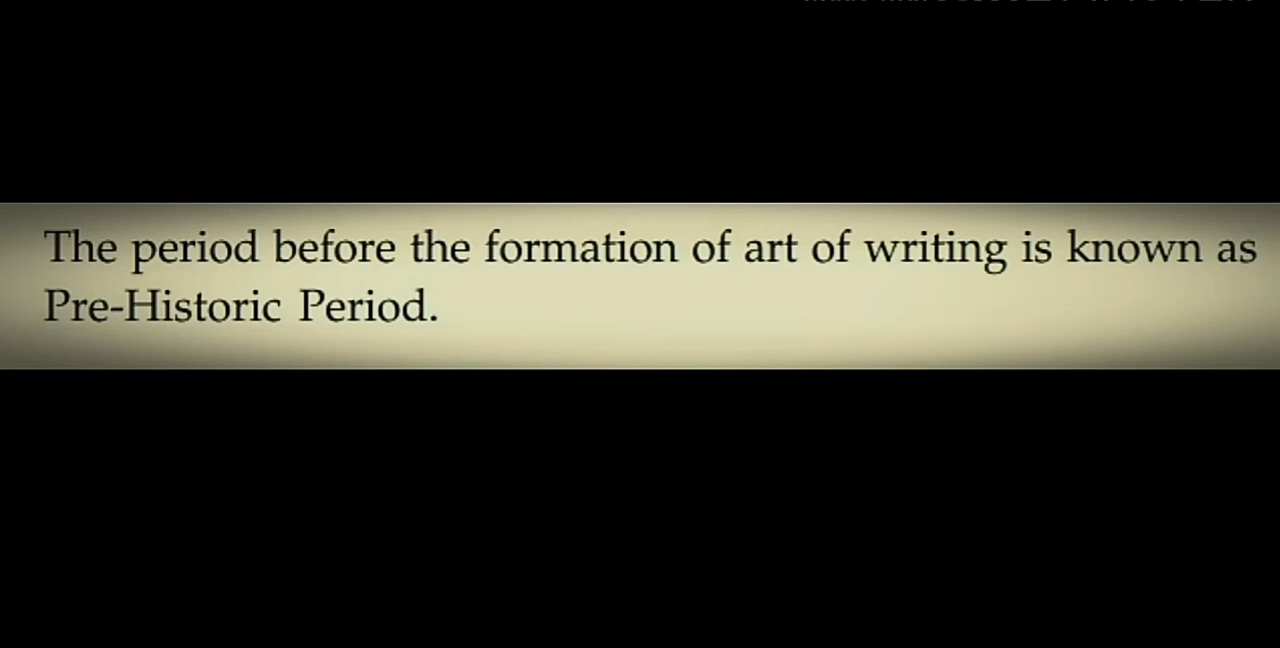 The period before the formation of art of writing is known as
Pre-Historic Period.